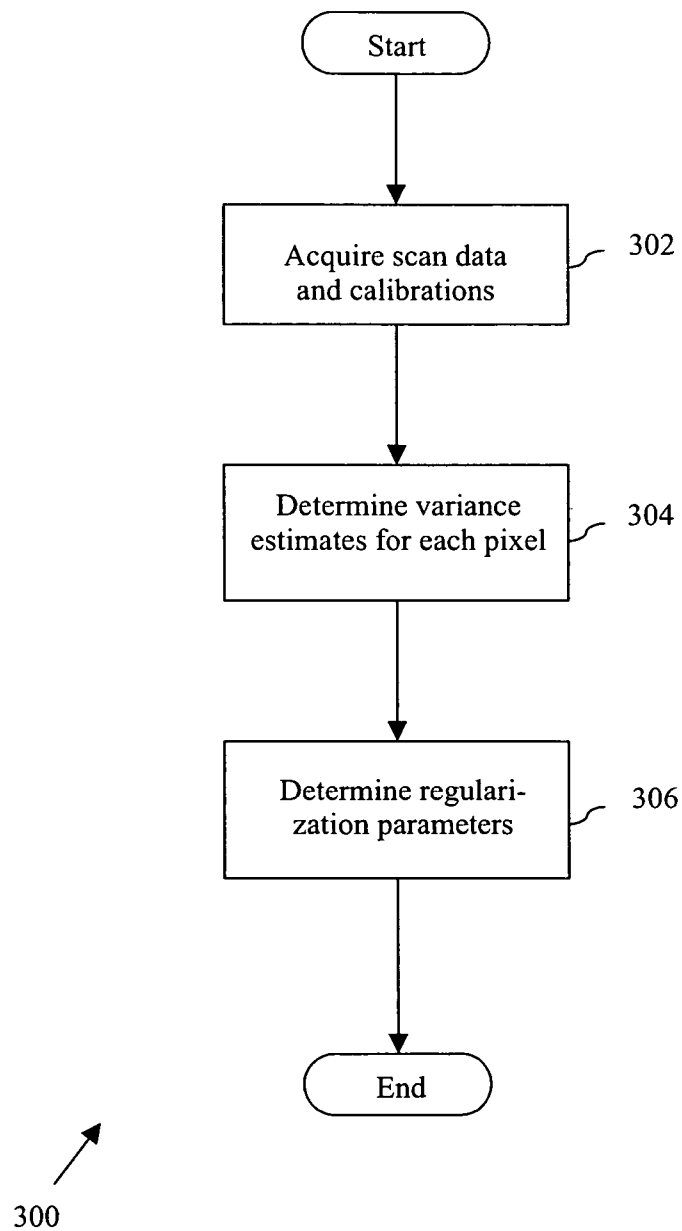 Start
Acquire scan data
and calibrations
302
Determine variance
estimates for each pixel
304
Determine regulari-
zation parameters
306
End
300